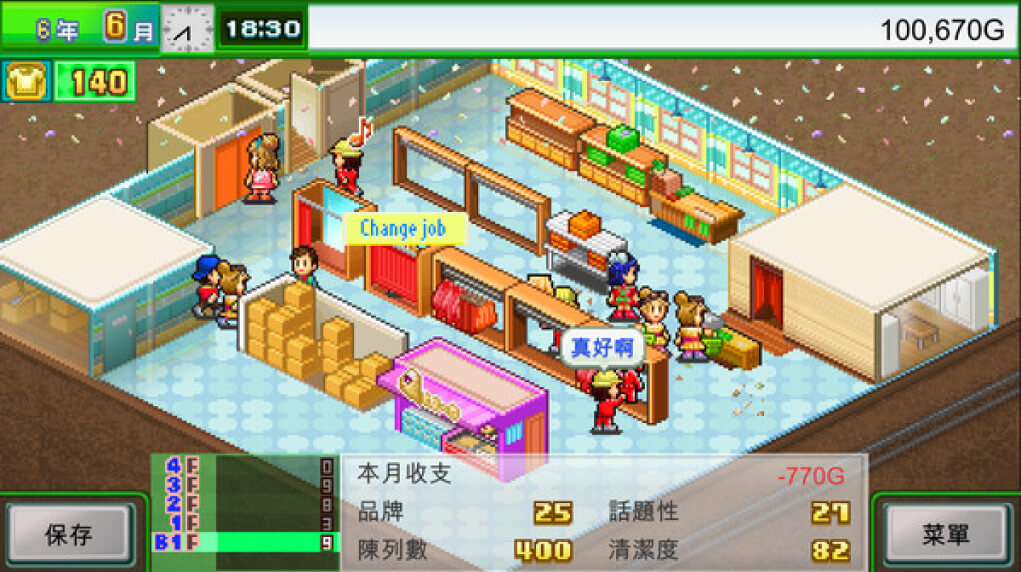 6年 6月 18:30 100,670G
140
Change job
真好啊
4F 0
3F 9
2F 8
1F 3
B1F 9
本月收支 -770G
品牌 25 話題性 27
陳列數 400 清潔度 82
保存
菜單